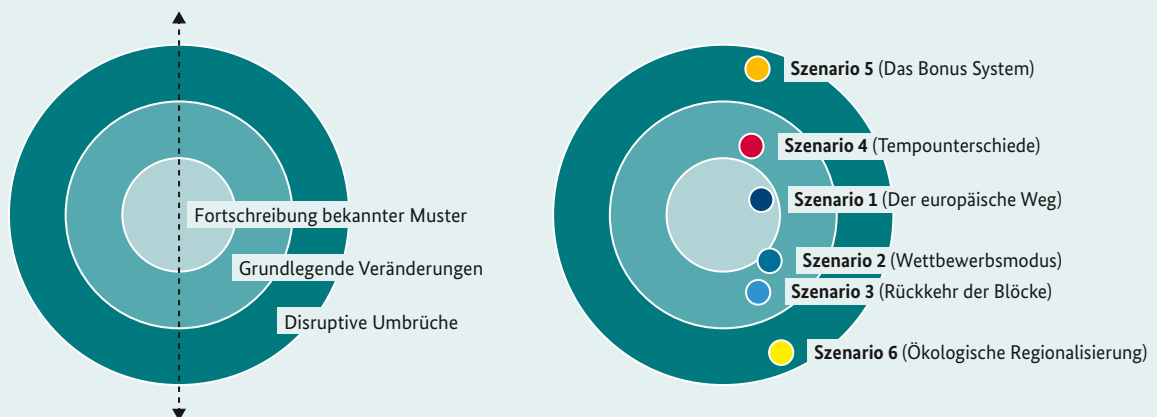 Fortschreibung bekannter Muster
Grundlegende Veränderungen
Disruptive Umbrüche
Szenario 5 (Das Bonus System)
Szenario 4 (Tempounterschiede)
Szenario 1 (Der europäische Weg)
Szenario 2 (Wettbewerbsmodus)
Szenario 3 (Rückkehr der Blöcke)
Szenario 6 (Ökologische Regionalisierung)